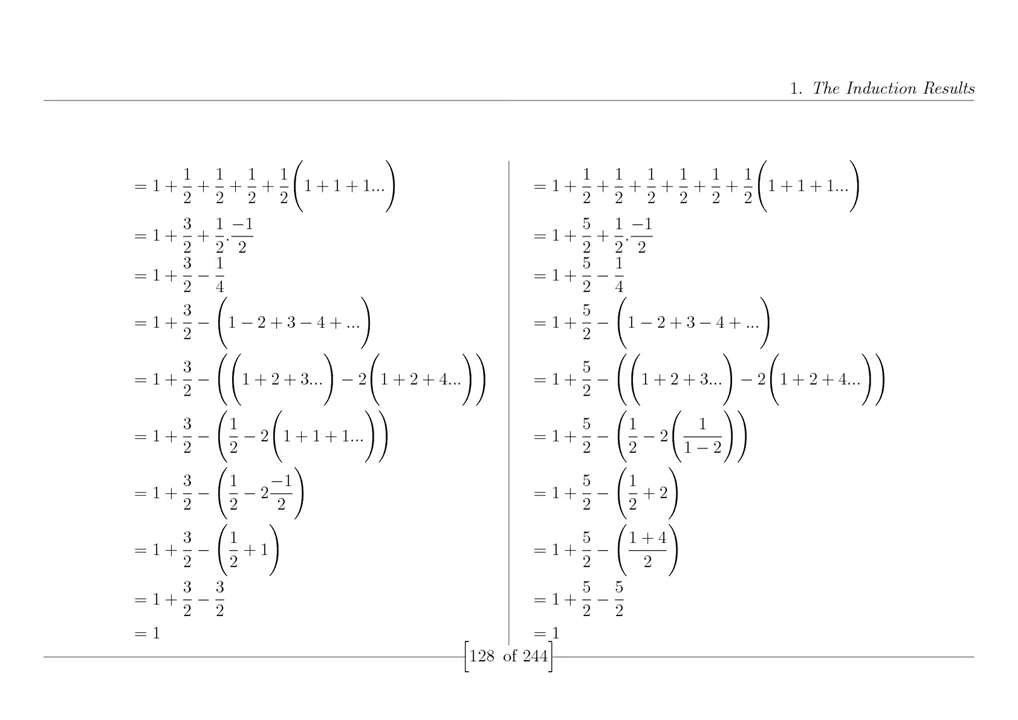 1. The Induction Results
= 1 + 1/2 + 1/2 + 1/2 + 1/2(1 + 1 + 1...)
= 1 + 3/2 + 1/2.−1/2
= 1 + 3/2 − 1/4
= 1 + 3/2 − (1 − 2 + 3 − 4 + ...)
= 1 + 3/2 − ((1 + 2 + 3...) − 2(1 + 2 + 4...))
= 1 + 3/2 − (1/2 − 2(1 + 1 + 1...))
= 1 + 3/2 − (1/2 − 2−1/2)
= 1 + 3/2 − (1/2 + 1)
= 1 + 3/2 − 3/2
= 1
= 1 + 1/2 + 1/2 + 1/2 + 1/2 + 1/2 + 1/2(1 + 1 + 1...)
= 1 + 5/2 + 1/2.−1/2
= 1 + 5/2 − 1/4
= 1 + 5/2 − (1 − 2 + 3 − 4 + ...)
= 1 + 5/2 − ((1 + 2 + 3...) − 2(1 + 2 + 4...))
= 1 + 5/2 − (1/2 − 2(1/(1 − 2)))
= 1 + 5/2 − (1/2 + 2)
= 1 + 5/2 − ((1 + 4)/2)
= 1 + 5/2 − 5/2
= 1
[128 of 244]